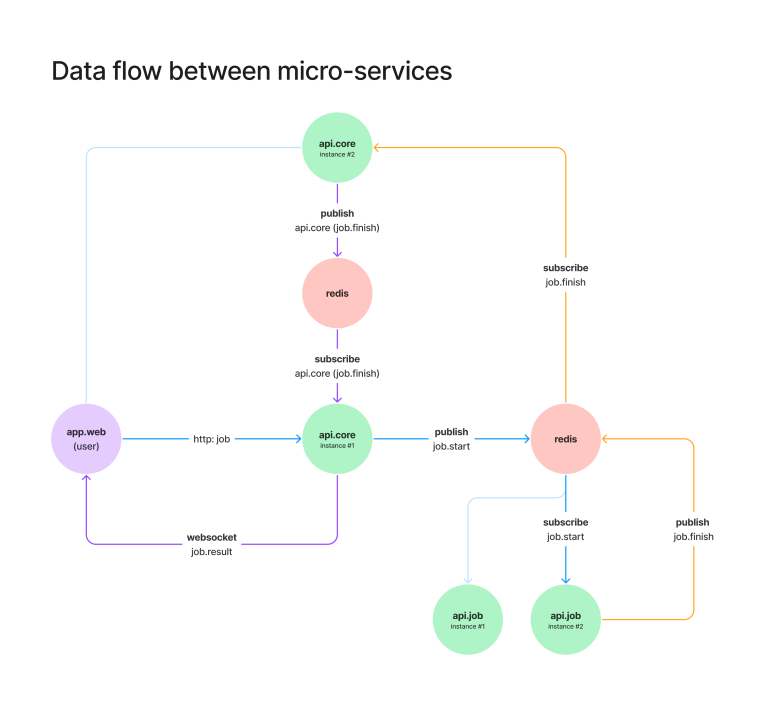 Data flow between micro-services
api.core
instance #2
publish
api.core (job.finish)
subscribe
job.finish
redis
subscribe
api.core (job.finish)
app.web
(user)
http: job
api.core
instance #1
publish
job.start
redis
websocket
job.result
subscribe
job.start
publish
job.finish
api.job
instance #1
api.job
instance #2